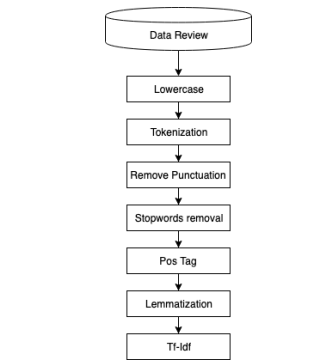 Data Review
Lowercase
Tokenization
Remove Punctuation
Stopwords removal
Pos Tag
Lemmatization
Tf-Idf